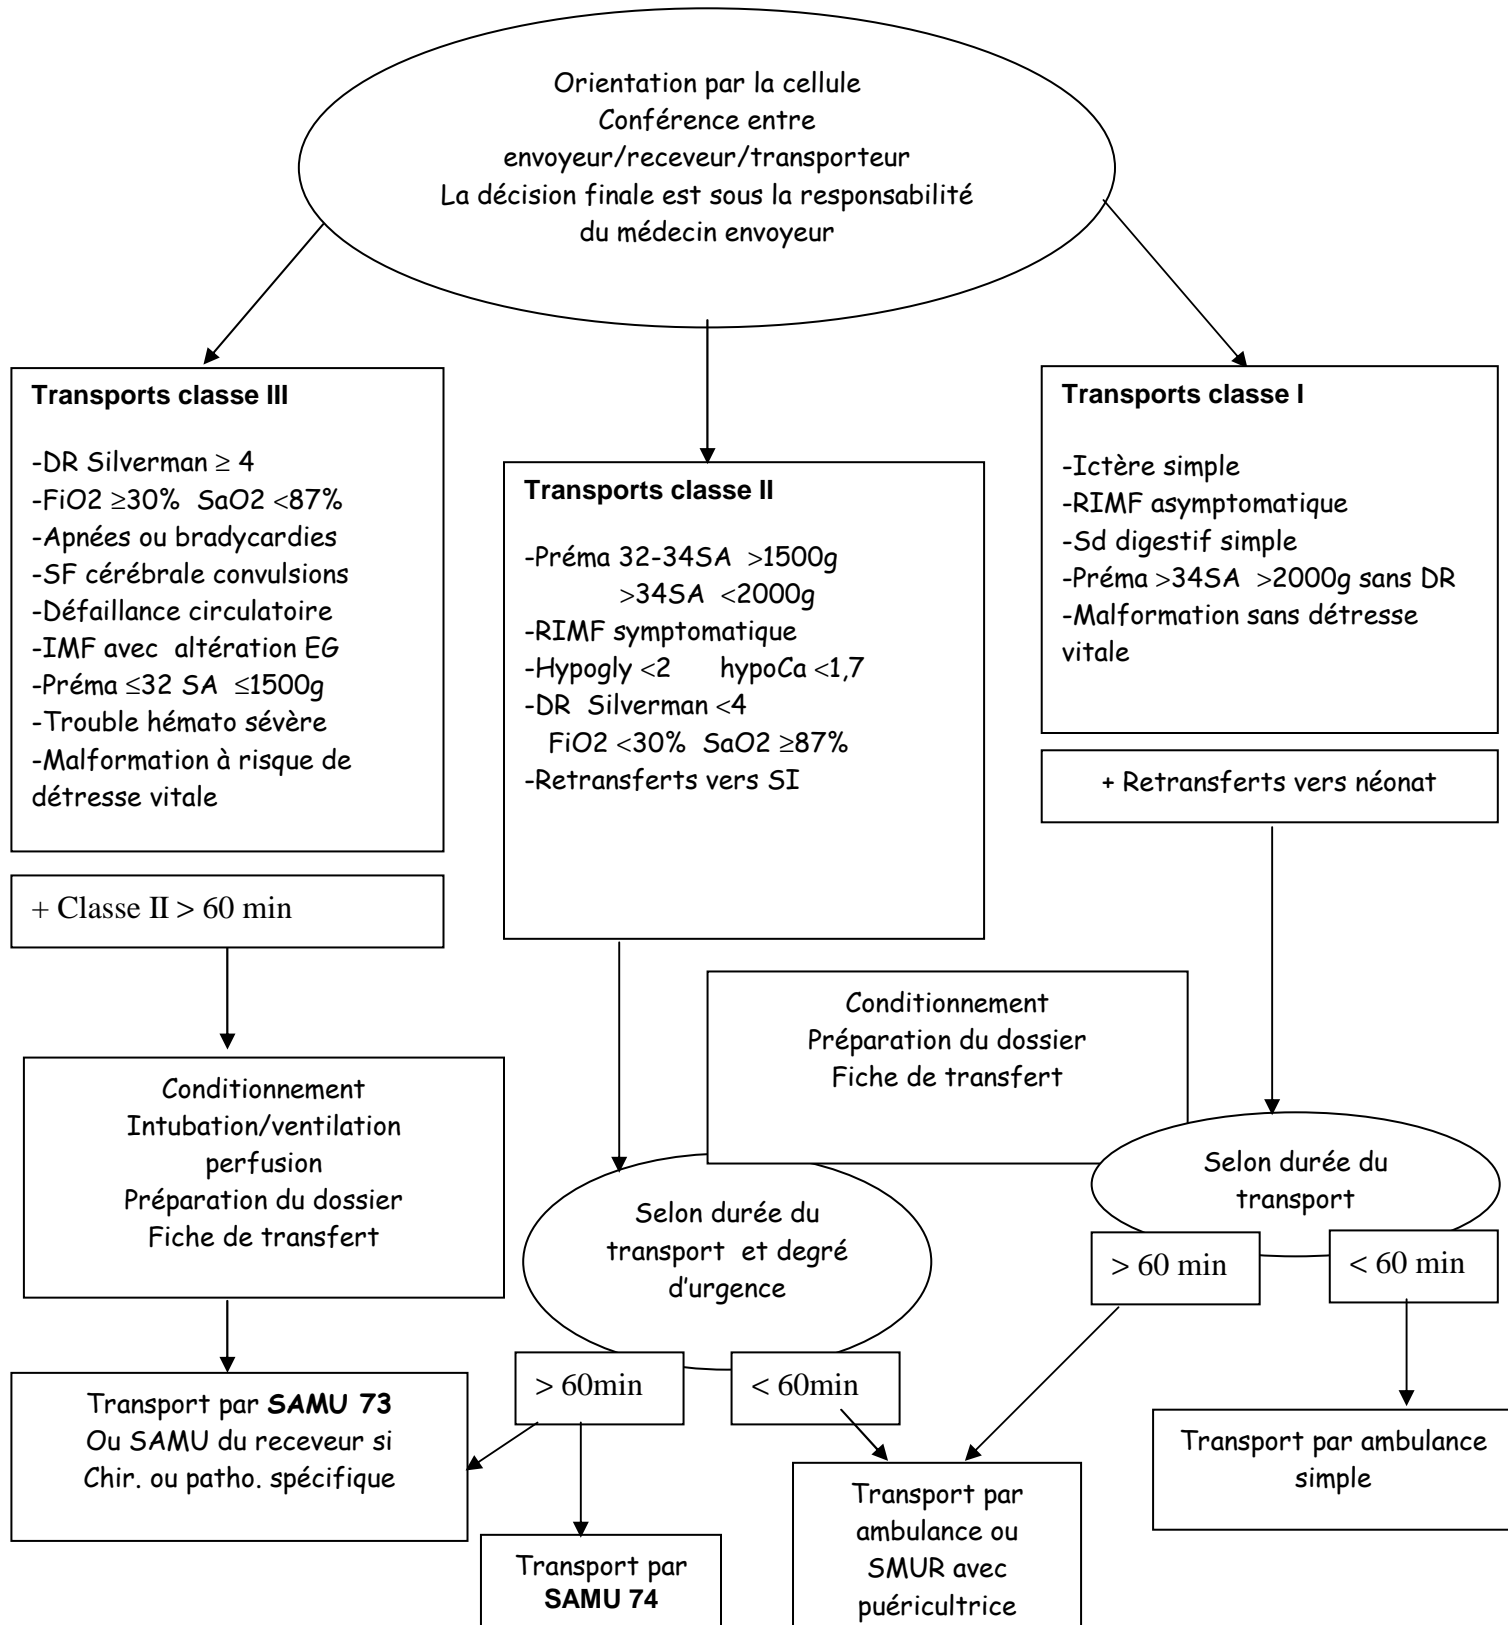 Orientation par la cellule
Conférence entre
envoyeur/receveur/transporteur
La décision finale est sous la responsabilité
du médecin envoyeur
Transports classe III
-DR Silverman ≥ 4
-FiO2 ≥30% SaO2 <87%
-Apnées ou bradycardies
-SF cérébrale convulsions
-Défaillance circulatoire
-IMF avec altération EG
-Préma ≤32 SA ≤1500g
-Trouble hémato sévère
-Malformation à risque de
détresse vitale
+ Classe II > 60 min
Transports classe II
-Préma 32-34SA >1500g
>34SA <2000g
-RIMF symptomatique
-Hypogly <2 hypoCa <1,7
-DR Silverman <4
FiO2 <30% SaO2 ≥87%
-Retransferts vers SI
Transports classe I
-Ictère simple
-RIMF asymptomatique
-Sd digestif simple
-Préma >34SA >2000g sans DR
-Malformation sans détresse
vitale
+ Retransferts vers néonat
Conditionnement
Intubation/ventilation
perfusion
Préparation du dossier
Fiche de transfert
Conditionnement
Préparation du dossier
Fiche de transfert
Selon durée du
transport et degré
d'urgence
Selon durée du
transport
> 60 min
< 60 min
> 60min
< 60min
Transport par SAMU 73
Ou SAMU du receveur si
Chir. ou patho. spécifique
Transport par
SAMU 74
Transport par
ambulance ou
SMUR avec
puéricultrice
Transport par ambulance
simple